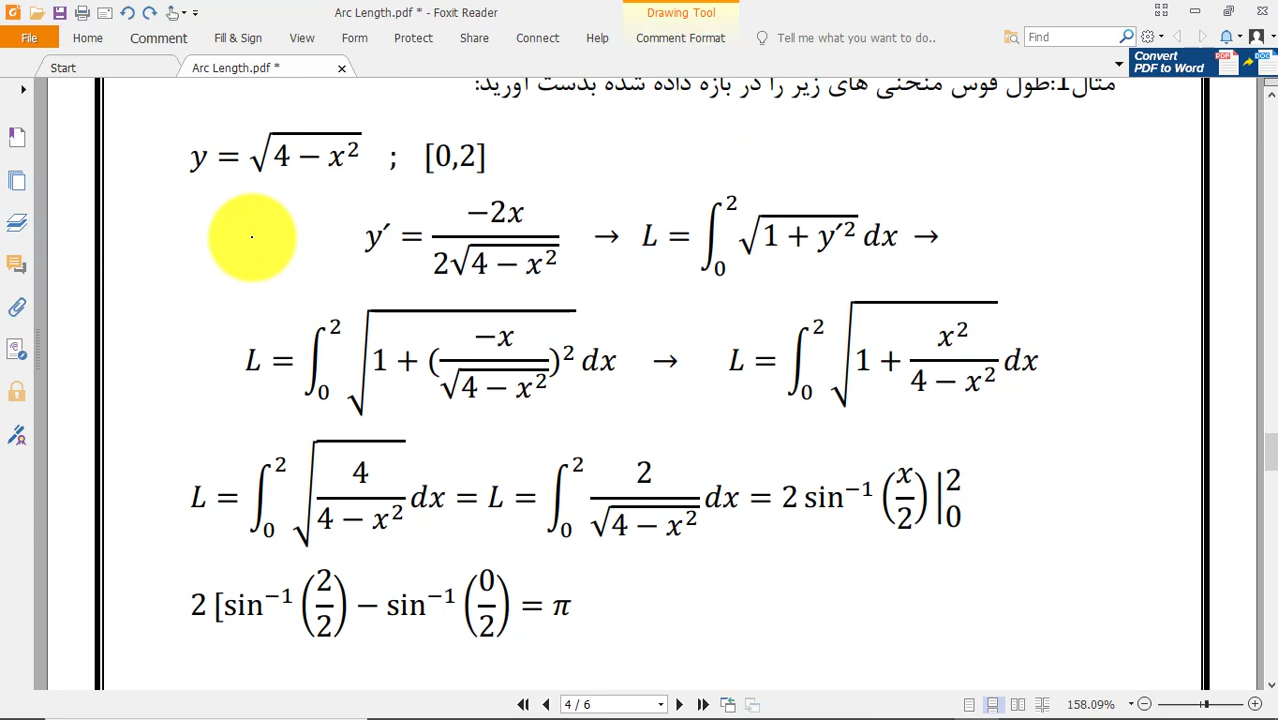 Arc Length.pdf * - Foxit Reader
Drawing Tool
File Home Comment Fill & Sign View Form Protect Share Connect Help Comment Format Tell me what you want to do.. Find
Start Arc Length.pdf *
Convert PDF to Word
مثال1:طول قوس منحنی های زیر را در بازه داده شده بدست آورید:
y = √(4 − x²) ; [0,2]
y′ = −2x / 2√(4 − x²) → L = ∫₀² √(1 + y′²) dx →
L = ∫₀² √(1 + (−x / √(4 − x²))²) dx → L = ∫₀² √(1 + x² / (4 − x²)) dx
L = ∫₀² √(4 / (4 − x²)) dx = L = ∫₀² 2 / √(4 − x²) dx = 2 sin⁻¹(x/2) |₀²
2 [sin⁻¹(2/2) − sin⁻¹(0/2) = π
4 / 6
158.09%